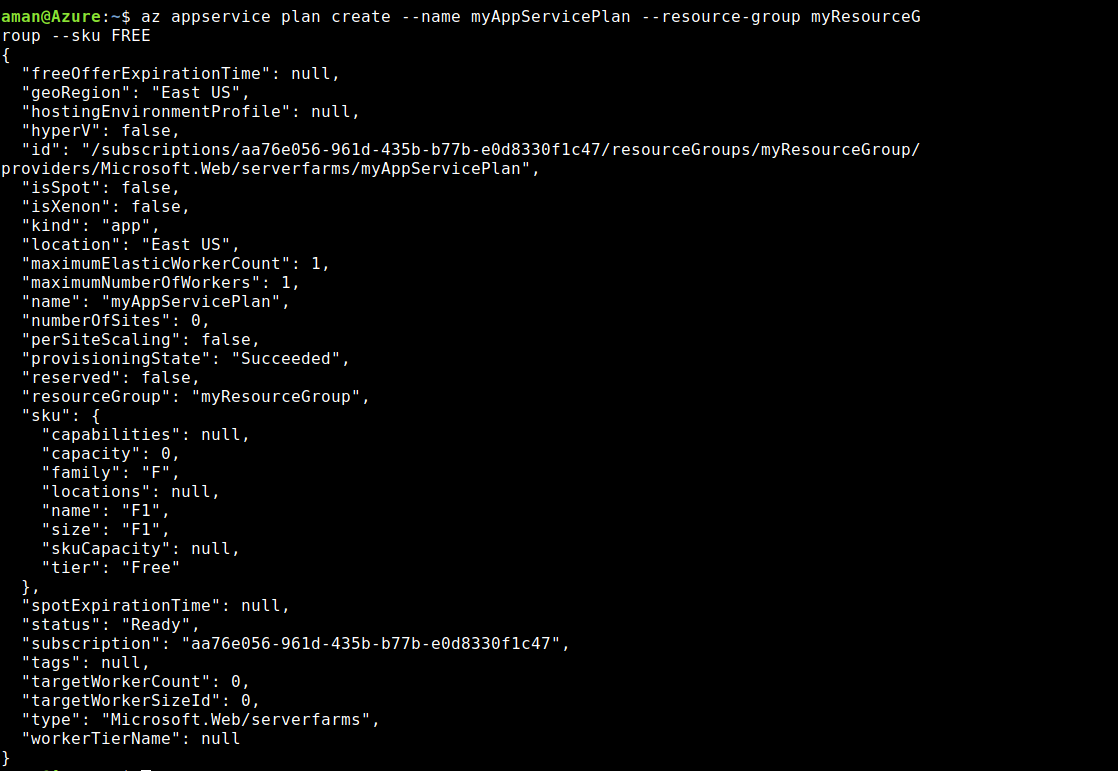 aman@Azure:~$ az appservice plan create --name myAppServicePlan --resource-group myResourceG
roup --sku FREE
{
  "freeOfferExpirationTime": null,
  "geoRegion": "East US",
  "hostingEnvironmentProfile": null,
  "hyperV": false,
  "id": "/subscriptions/aa76e056-961d-435b-b77b-e0d8330f1c47/resourceGroups/myResourceGroup/
providers/Microsoft.Web/serverfarms/myAppServicePlan",
  "isSpot": false,
  "isXenon": false,
  "kind": "app",
  "location": "East US",
  "maximumElasticWorkerCount": 1,
  "maximumNumberOfWorkers": 1,
  "name": "myAppServicePlan",
  "numberOfSites": 0,
  "perSiteScaling": false,
  "provisioningState": "Succeeded",
  "reserved": false,
  "resourceGroup": "myResourceGroup",
  "sku": {
    "capabilities": null,
    "capacity": 0,
    "family": "F",
    "locations": null,
    "name": "F1",
    "size": "F1",
    "skuCapacity": null,
    "tier": "Free"
  },
  "spotExpirationTime": null,
  "status": "Ready",
  "subscription": "aa76e056-961d-435b-b77b-e0d8330f1c47",
  "tags": null,
  "targetWorkerCount": 0,
  "targetWorkerSizeId": 0,
  "type": "Microsoft.Web/serverfarms",
  "workerTierName": null
}